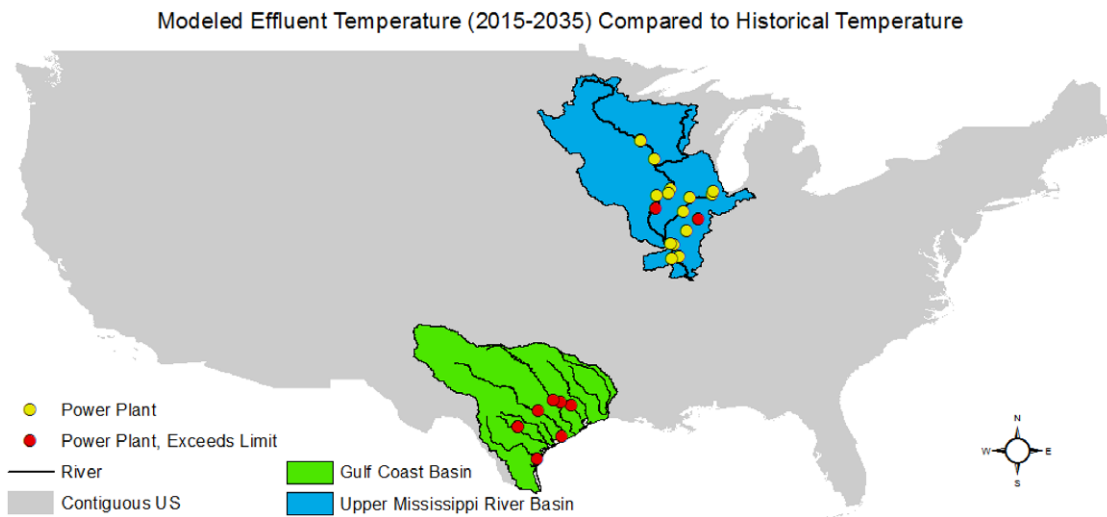 Modeled Effluent Temperature (2015-2035) Compared to Historical Temperature
Power Plant
Power Plant, Exceeds Limit
River
Contiguous US
Gulf Coast Basin
Upper Mississippi River Basin
N
W
E
S